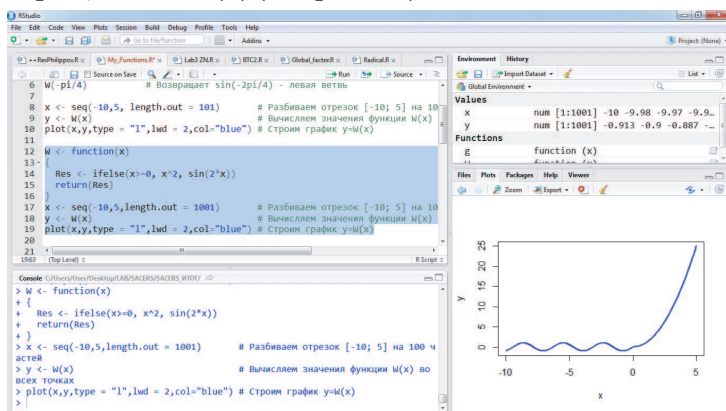 RStudio
File Edit Code View Plots Session Build Debug Profile Tools Help
Go to file/function Addins Project: (None)
++ResPhilippov.R My_Functions.R* Lab3 ZNI.R BTC2.R Global_factor.R Radical.R
Source on Save Run Source
6 W(-pi/4) # Возвращает sin(-2pi/4) - левая ветвь
7
8 x <- seq(-10,5, length.out = 101) # Разбиваем отрезок [-10; 5] на 10
9 y <- W(x) # Вычисляем значения функции W(x)
10 plot(x,y,type = "l",lwd = 2,col="blue") # Строим график y=W(x)
11
12 W <- function(x)
13 {
14 Res <- ifelse(x>=0, x^2, sin(2*x))
15 return(Res)
16 }
17 x <- seq(-10,5,length.out = 1001) # Разбиваем отрезок [-10; 5] на 10
18 y <- W(x) # Вычисляем значения функции W(x)
19 plot(x,y,type = "l",lwd = 2,col="blue") # Строим график y=W(x)
20
21
19:63 (Top Level) R Script
Console C:/Users/User/Desktop/LAB/SACERS/SACERS_ИТОГ/
> W <- function(x)
+ {
+ Res <- ifelse(x>=0, x^2, sin(2*x))
+ return(Res)
+ }
> x <- seq(-10,5,length.out = 1001) # Разбиваем отрезок [-10; 5] на 100 ч
астей
> y <- W(x) # Вычисляем значения функции W(x) во
всех точках
> plot(x,y,type = "l",lwd = 2,col="blue") # Строим график y=W(x)
>
Environment History
Import Dataset List
Global Environment
Values
x num [1:1001] -10 -9.98 -9.97 -9.9…
y num [1:1001] -0.913 -0.9 -0.887 -…
Functions
g function (x)
function (x)
Files Plots Packages Help Viewer
Zoom Export
25
20
15
10
5
0
y
-10 -5 0 5
x